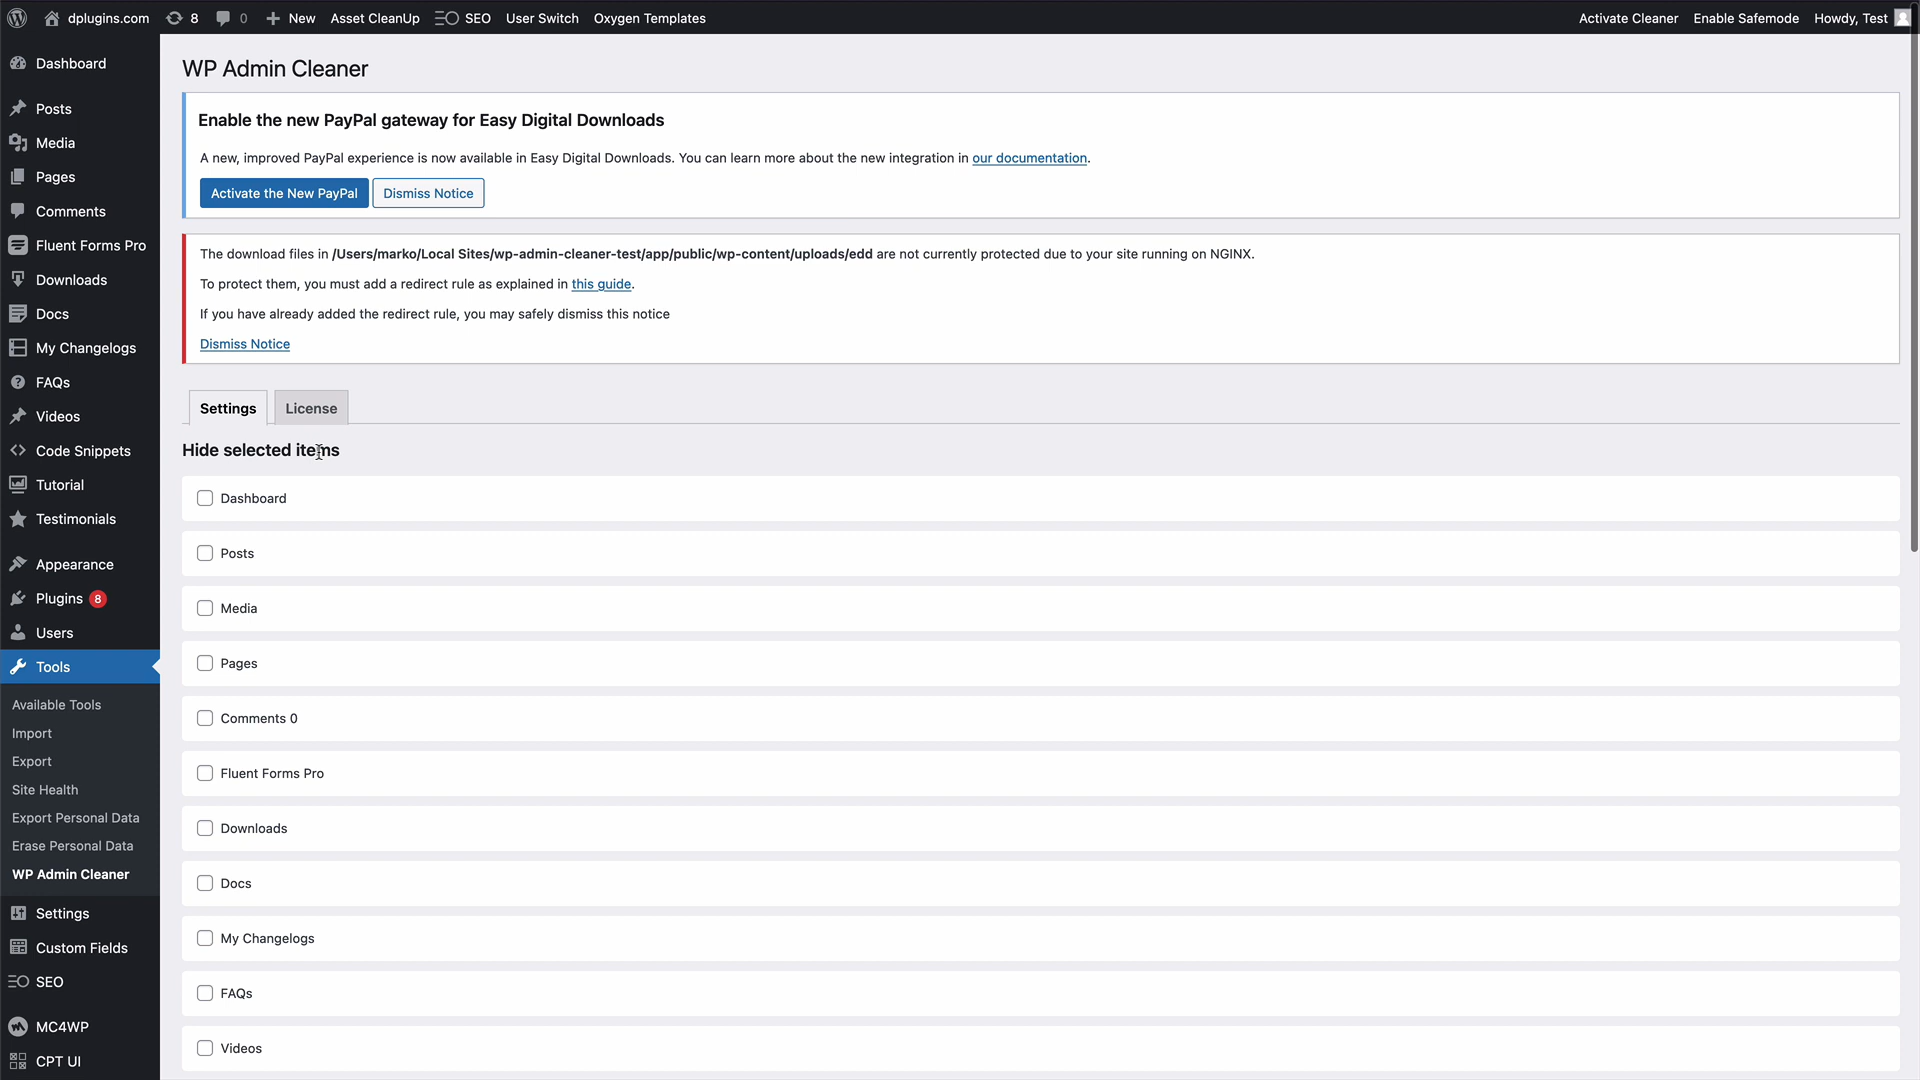 dplugins.com 8 0 New Asset CleanUp SEO User Switch Oxygen Templates Activate Cleaner Enable Safemode Howdy, Test
Dashboard
Posts
Media
Pages
Comments
Fluent Forms Pro
Downloads
Docs
My Changelogs
FAQs
Videos
Code Snippets
Tutorial
Testimonials
Appearance
Plugins 8
Users
Tools
Available Tools
Import
Export
Site Health
Export Personal Data
Erase Personal Data
WP Admin Cleaner
Settings
Custom Fields
SEO
MC4WP
CPT UI
WP Admin Cleaner
Enable the new PayPal gateway for Easy Digital Downloads
A new, improved PayPal experience is now available in Easy Digital Downloads. You can learn more about the new integration in our documentation.
Activate the New PayPal Dismiss Notice
The download files in /Users/marko/Local Sites/wp-admin-cleaner-test/app/public/wp-content/uploads/edd are not currently protected due to your site running on NGINX.
To protect them, you must add a redirect rule as explained in this guide.
If you have already added the redirect rule, you may safely dismiss this notice
Dismiss Notice
Settings License
Hide selected items
Dashboard
Posts
Media
Pages
Comments 0
Fluent Forms Pro
Downloads
Docs
My Changelogs
FAQs
Videos